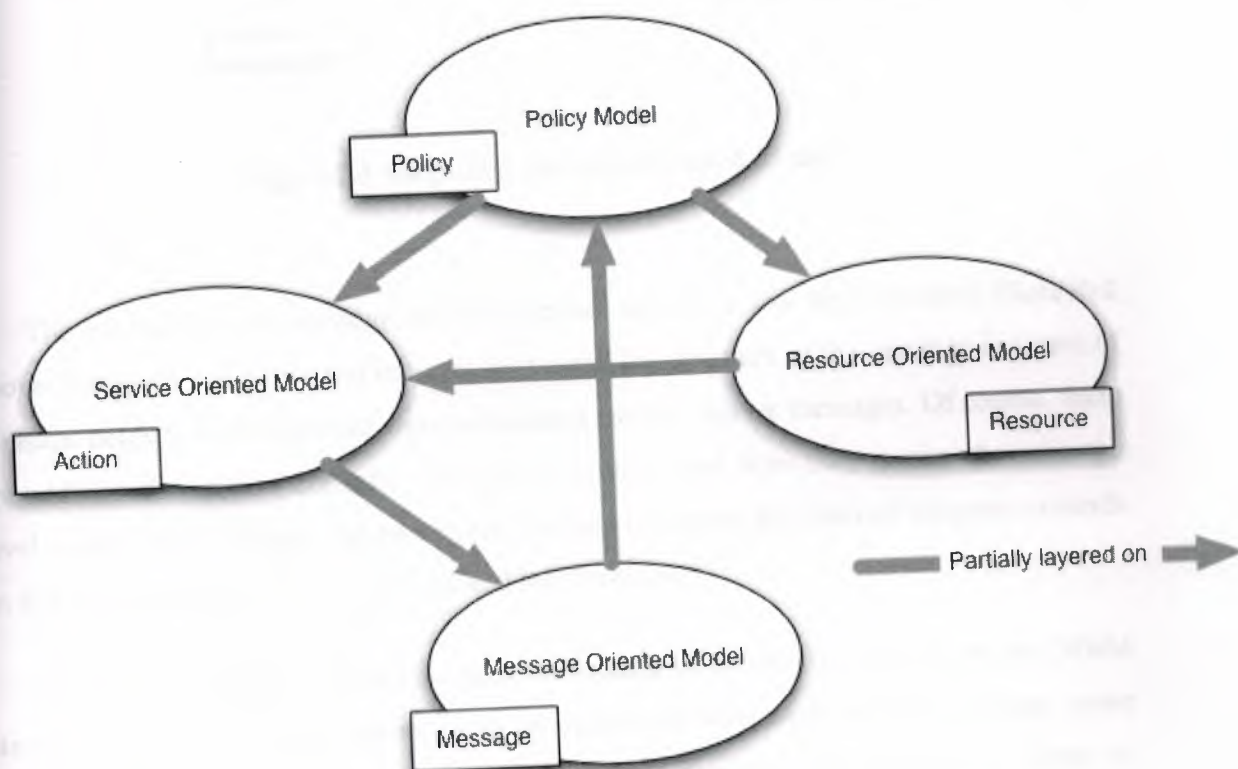 Policy Model
Policy
Service Oriented Model
Action
Resource Oriented Model
Resource
Partially layered on
Message Oriented Model
Message